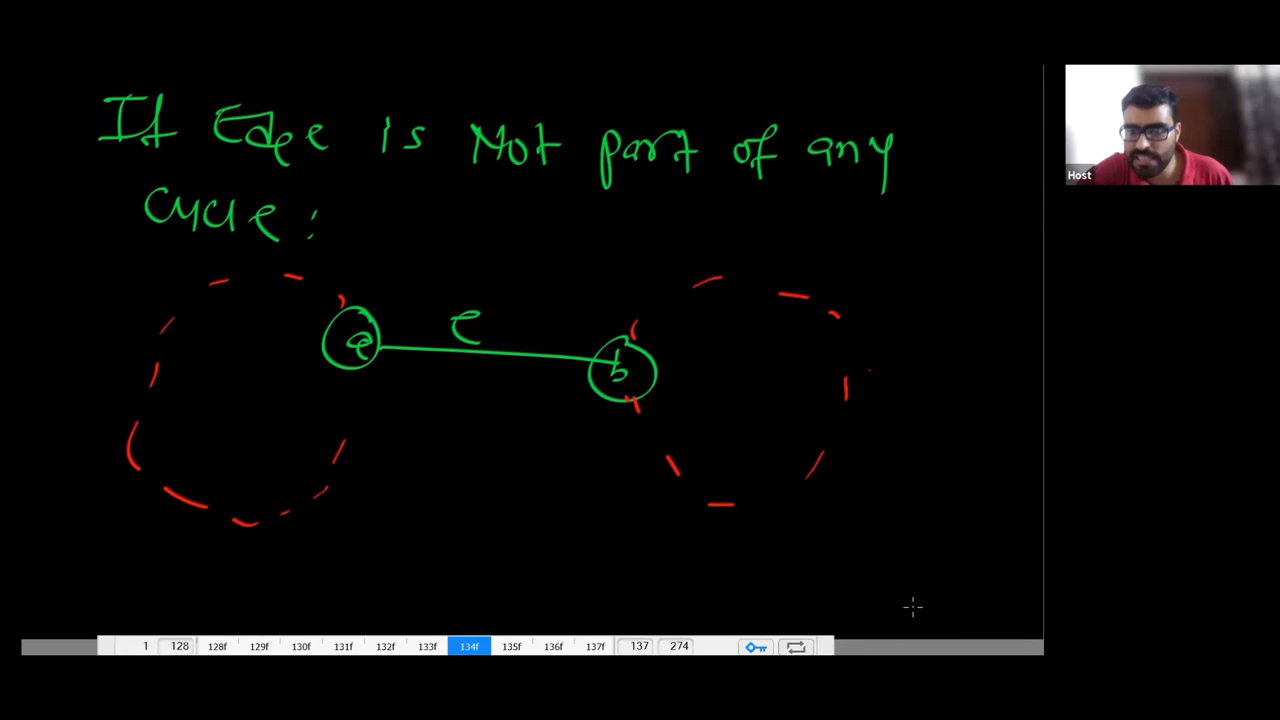 If Edge is Not part of any
cycle:
e
a
b
Host
1 128 128f 129f 130f 131f 132f 133f 134f 135f 136f 137f 137 274